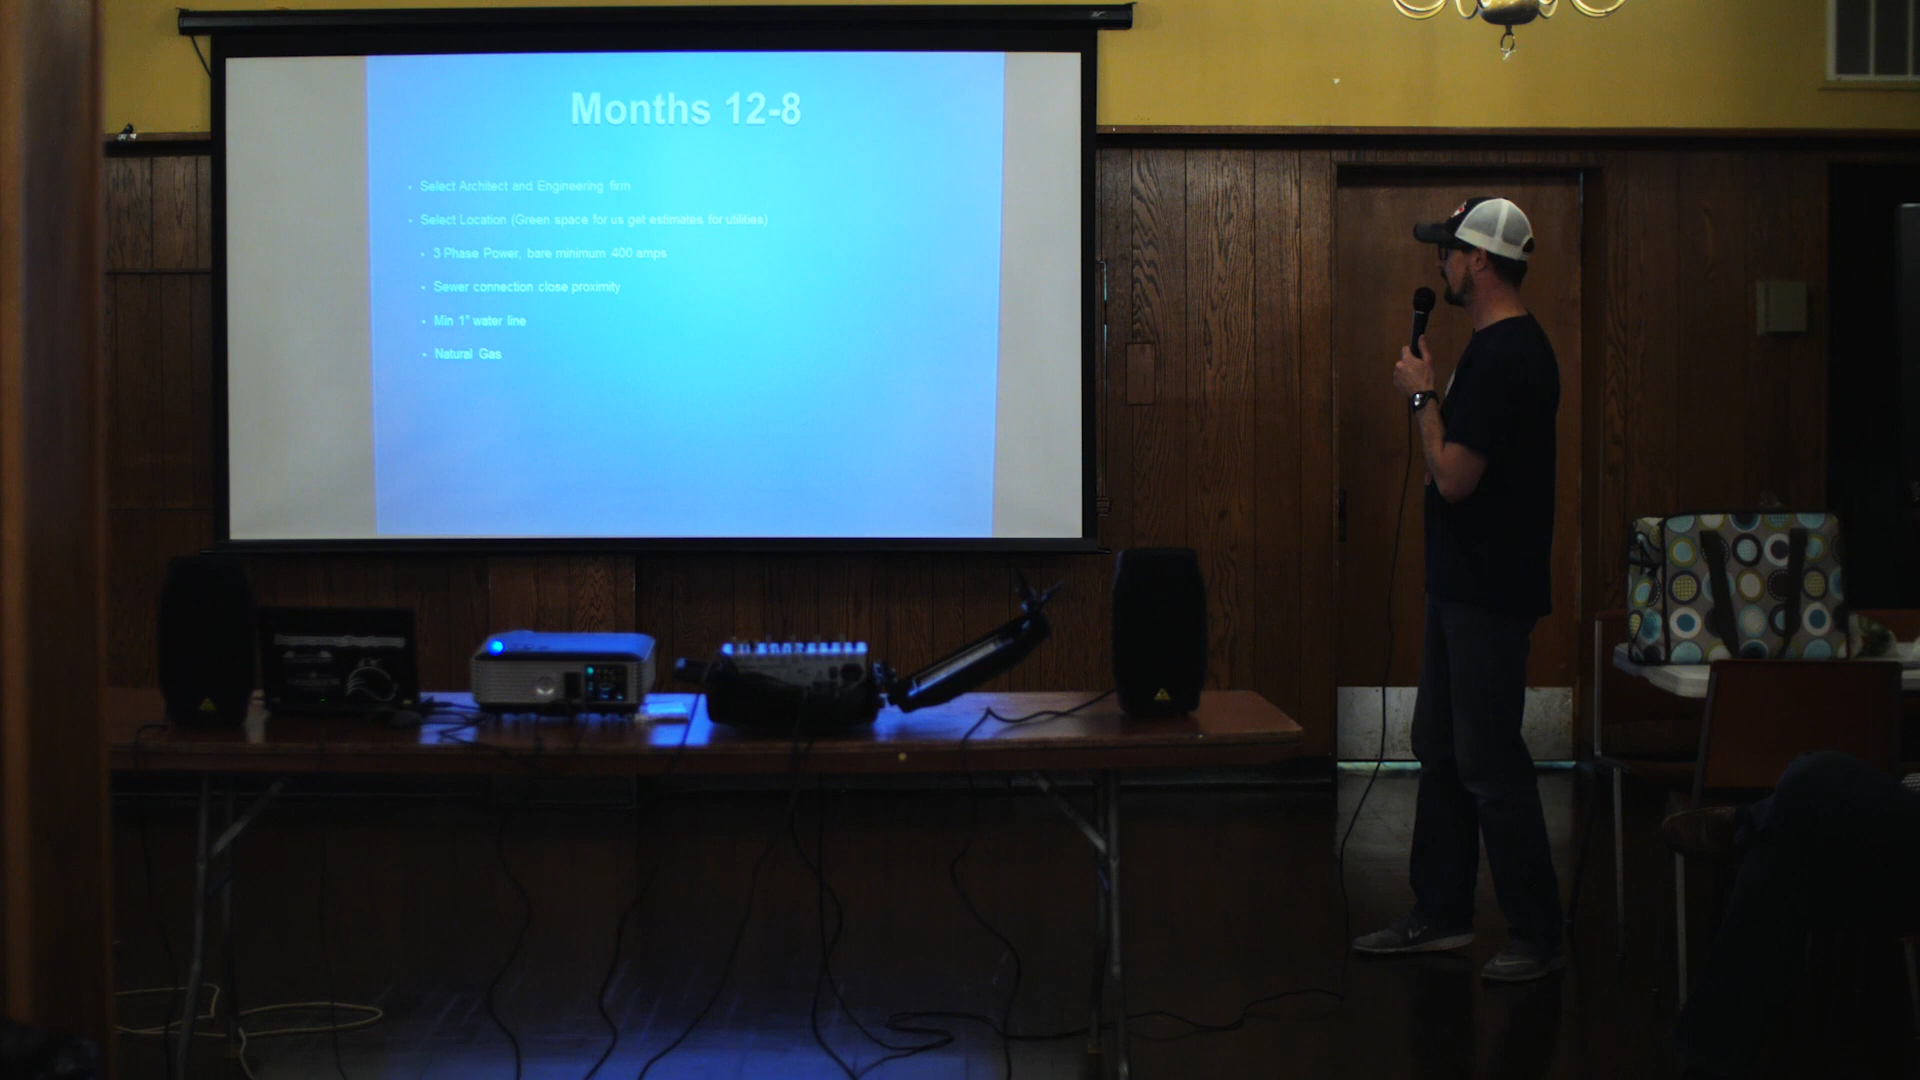 Months 12-8
• Select Architect and Engineering firm
• Select Location (Green space for us get estimates for utilities)
• 3 Phase Power, bare minimum 400 amps
• Sewer connection close proximity
• Min 1" water line
• Natural Gas